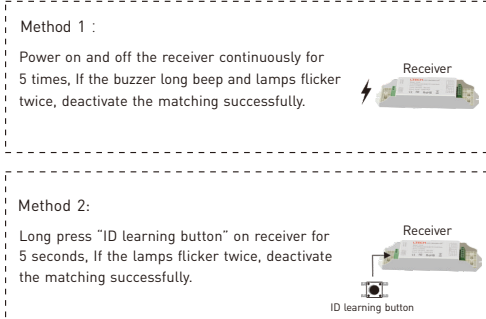 Method 1 :
Power on and off the receiver continuously for
5 times, If the buzzer long beep and lamps flicker
twice, deactivate the matching successfully.
Receiver
Method 2:
Long press “ID learning button” on receiver for
5 seconds, If the lamps flicker twice, deactivate
the matching successfully.
Receiver
ID learning button